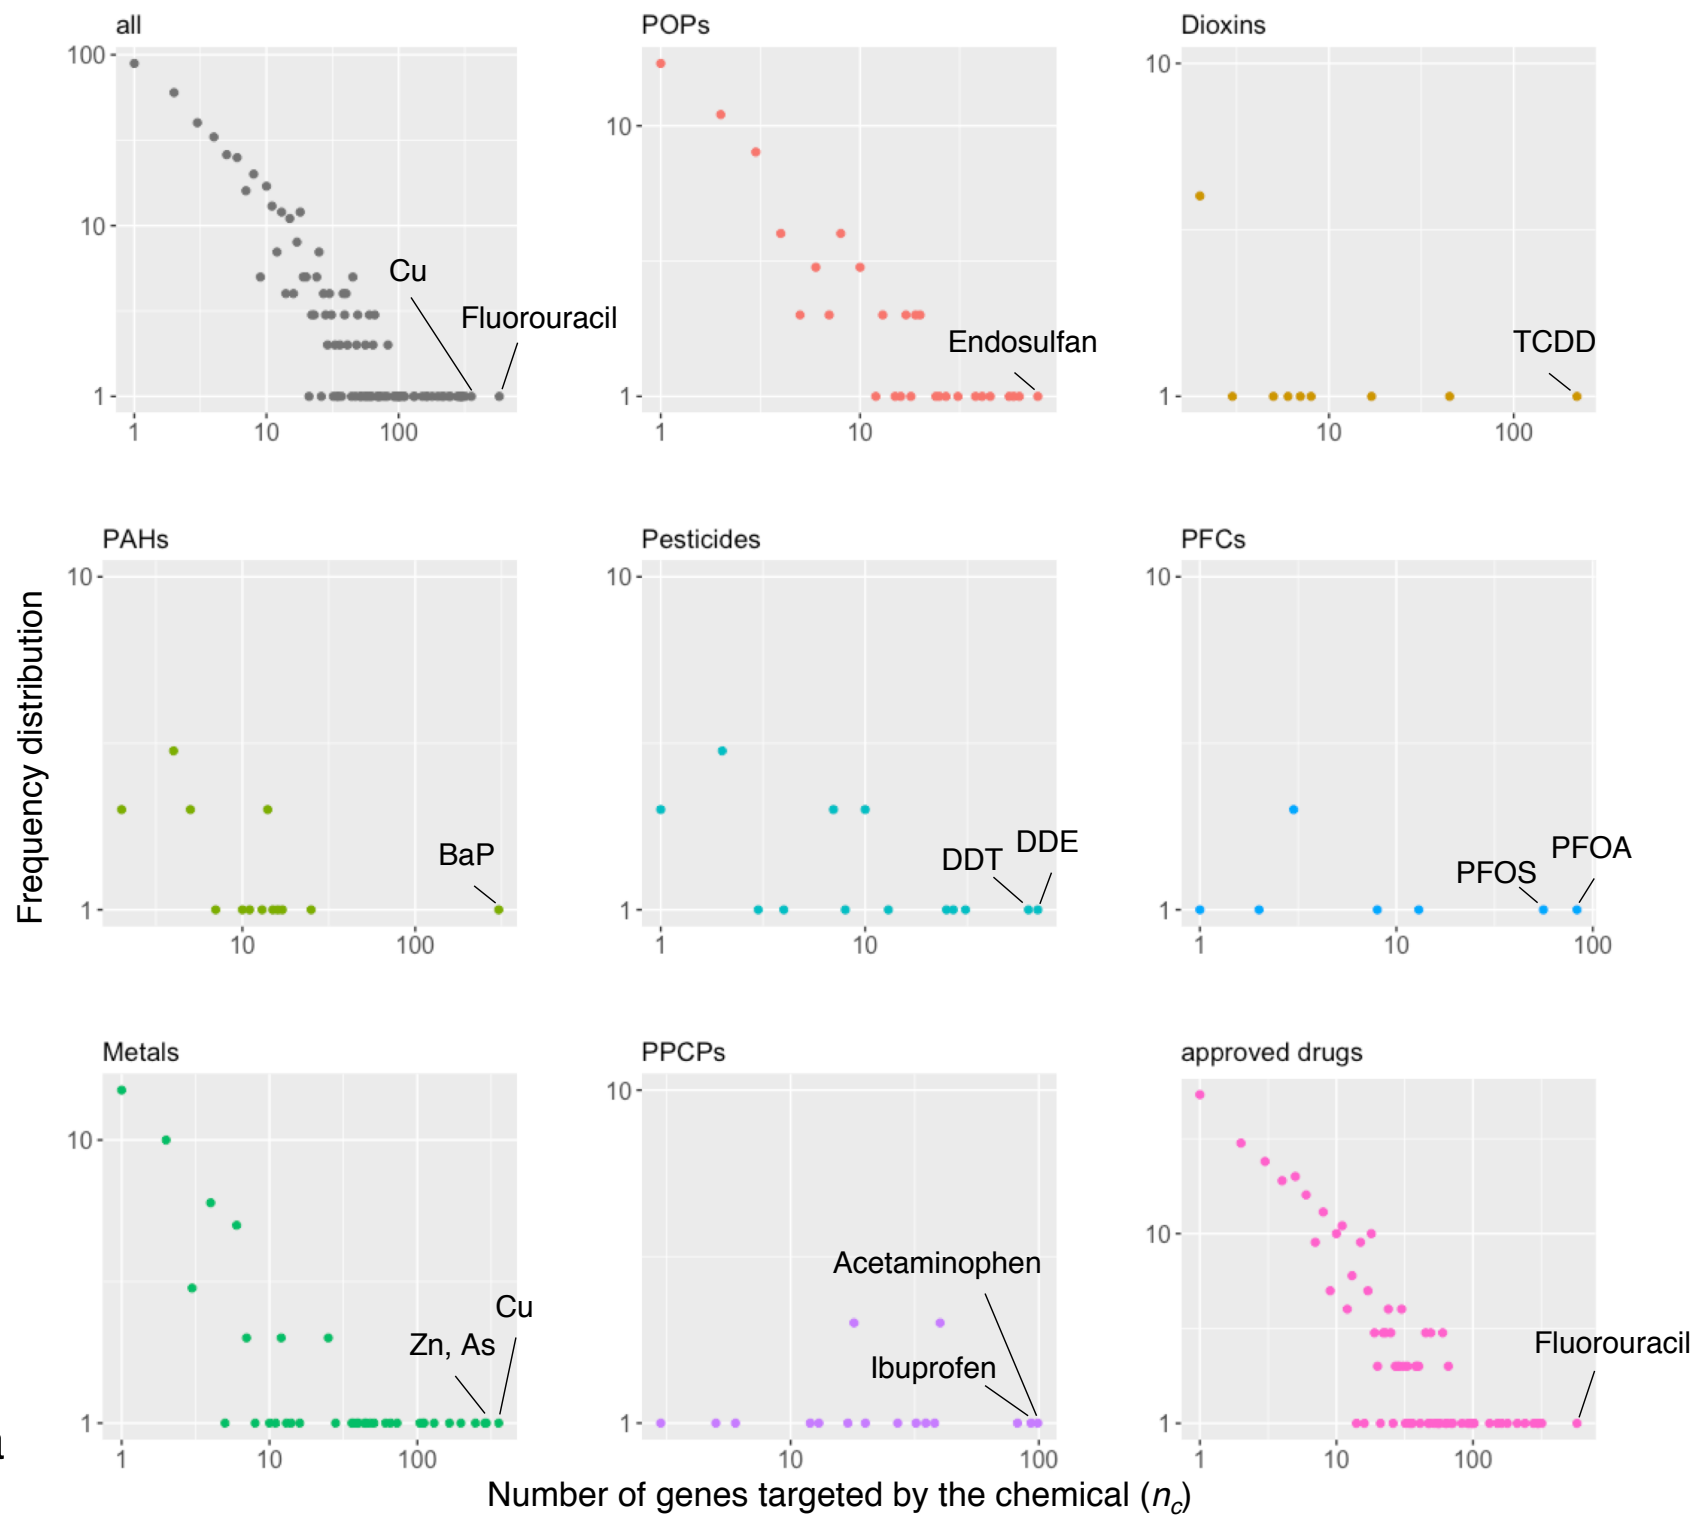 all
POPs
Dioxins
100
10
1
Cu
Fluorouracil
1
10
100
10
1
Endosulfan
1
10
10
1
TCDD
10
100
PAHs
Pesticides
PFCs
Frequency distribution
10
1
BaP
10
100
10
1
DDT
DDE
1
10
10
1
PFOS
PFOA
1
10
100
Metals
PPCPs
approved drugs
10
1
Zn, As
Cu
1
10
100
10
1
Acetaminophen
Ibuprofen
10
100
10
1
Fluorouracil
1
10
100
Number of genes targeted by the chemical (n_c)